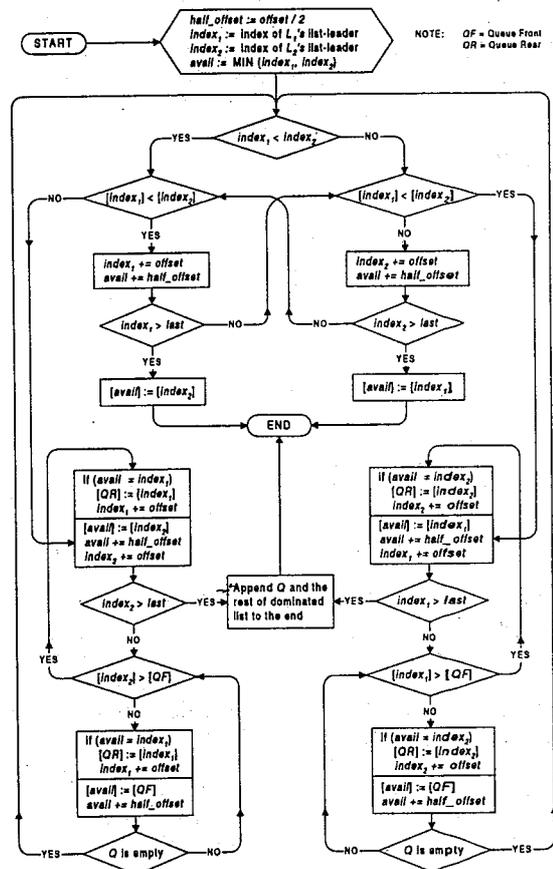 half_offset := offset / 2
index₁ := index of L₁'s list-leader
index₂ := index of L₂'s list-leader
avail := MIN {index₁, index₂}
START
NOTE: QF = Queue Front
QR = Queue Rear
YES
index₁ < index₂
NO
NO
[index₁] < [index₂]
[index₁] < [index₂]
YES
YES
NO
index₁ += offset
avail += half_offset
index₂ += offset
avail += half_offset
index₁ > last
NO
NO
index₂ > last
YES
YES
[avail] := [index₂]
[avail] := [index₁]
END
If (avail = index₁)
[QR] := [index₁]
index₁ += offset
[avail] := [index₂]
avail += half_offset
index₂ += offset
If (avail = index₂)
[QR] := [index₂]
index₂ += offset
[avail] := [index₁]
avail += half_offset
index₁ += offset
index₂ > last
YES
Append Q and the
rest of dominated
list to the end
YES
index₁ > last
NO
NO
YES
[index₂] > [QF]
[index₁] > [QF]
YES
NO
NO
If (avail = index₁)
[QR] := [index₁]
index₁ += offset
[avail] := [QF]
avail += half_offset
If (avail = index₂)
[QR] := [index₂]
index₂ += offset
[avail] := [QF]
avail += half_offset
YES
Q is empty
NO
NO
Q is empty
YES